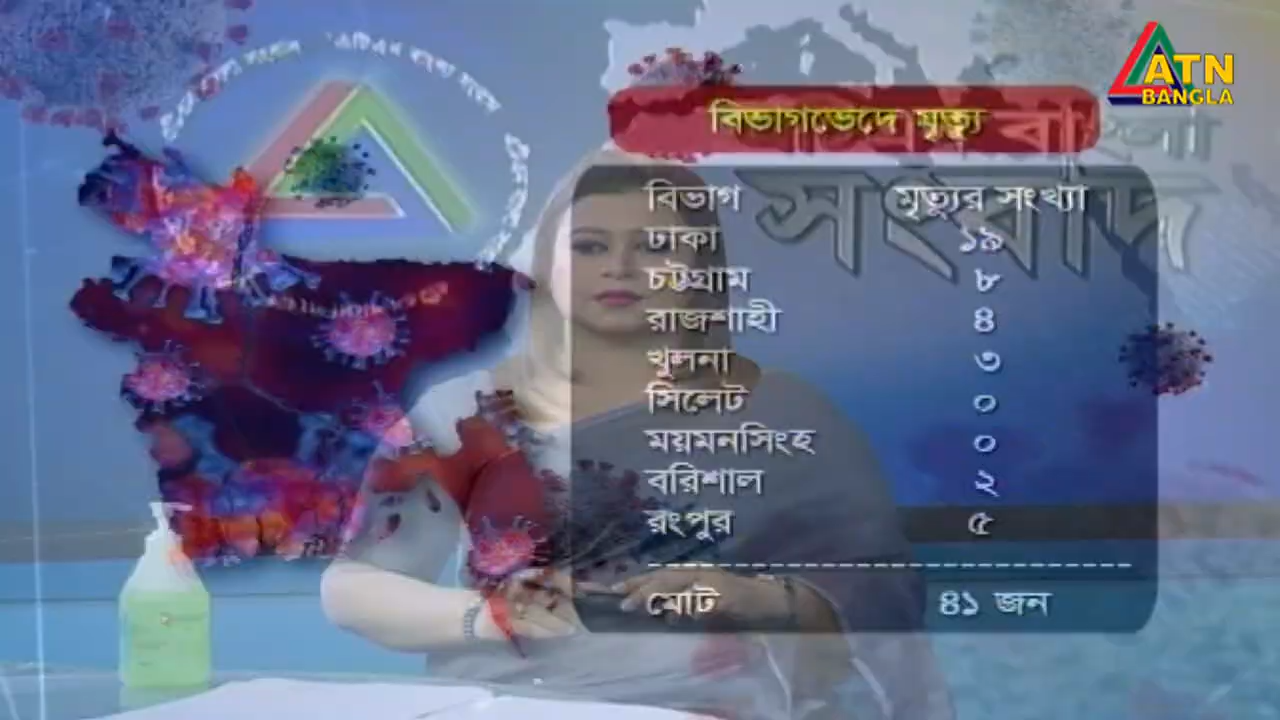 ATN
BANGLA
বিভাগভেদে মৃত্যু
বিভাগ মৃত্যুর সংখ্যা
ঢাকা ১৯
চট্টগ্রাম ৮
রাজশাহী ৪
খুলনা ৩
সিলেট ০
ময়মনসিংহ ০
বরিশাল ২
রংপুর ৫
মোট ৪১ জন
সংবাদ